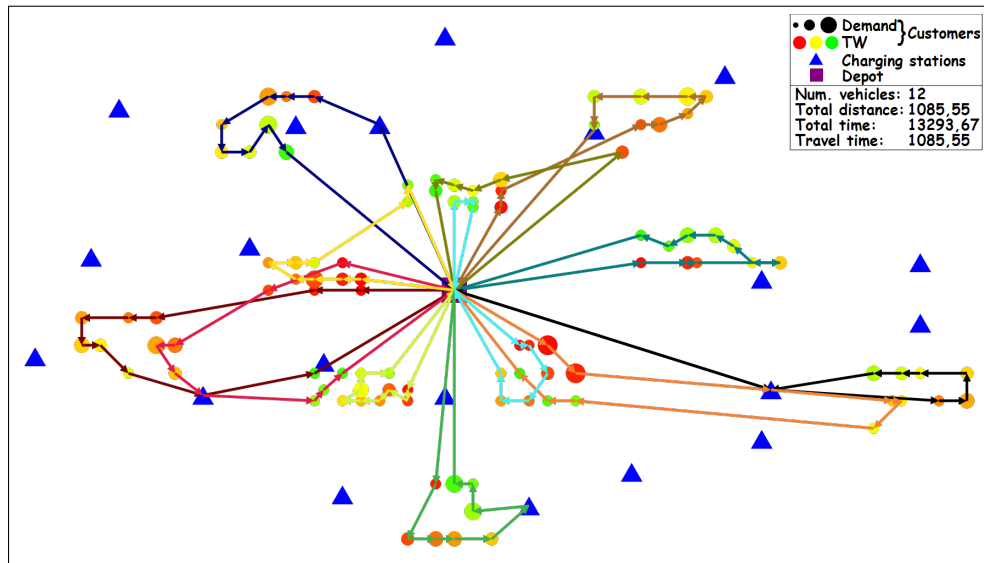 Demand
TW
} Customers
Charging stations
Depot
Num. vehicles: 12
Total distance: 1085,55
Total time: 13293,67
Travel time: 1085,55